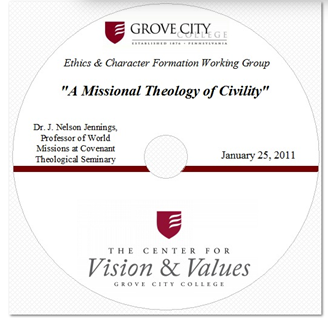 GROVE CITY
COLLEGE
ESTABLISHED 1876 • PENNSYLVANIA
Ethics & Character Formation Working Group
"A Missional Theology of Civility"
Dr. J. Nelson Jennings,
Professor of World
Missions at Covenant
Theological Seminary
January 25, 2011
THE CENTER FOR
Vision & Values
GROVE CITY COLLEGE